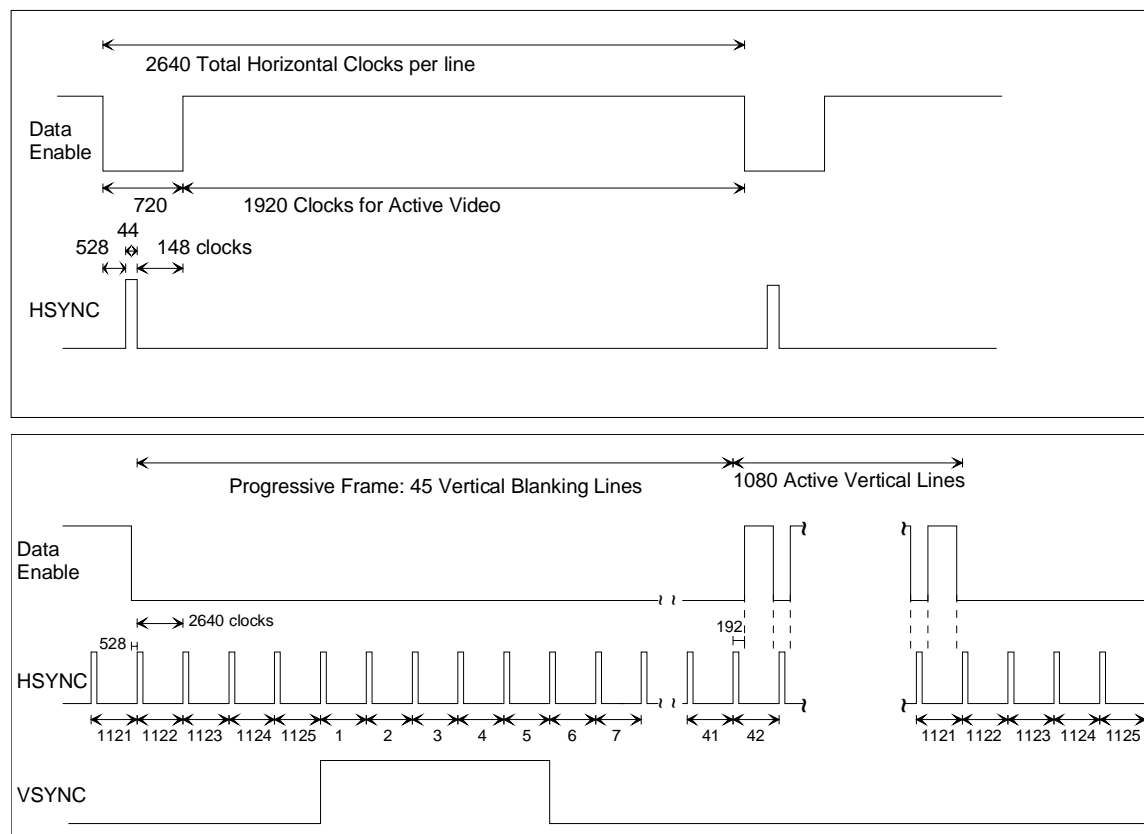 2640 Total Horizontal Clocks per line
Data
Enable
720
1920 Clocks for Active Video
44
528
148 clocks
HSYNC
Progressive Frame: 45 Vertical Blanking Lines
1080 Active Vertical Lines
Data
Enable
2640 clocks
528
192
HSYNC
1121 1122 1123 1124 1125 1 2 3 4 5 6 7 41 42 1121 1122 1123 1124 1125
VSYNC